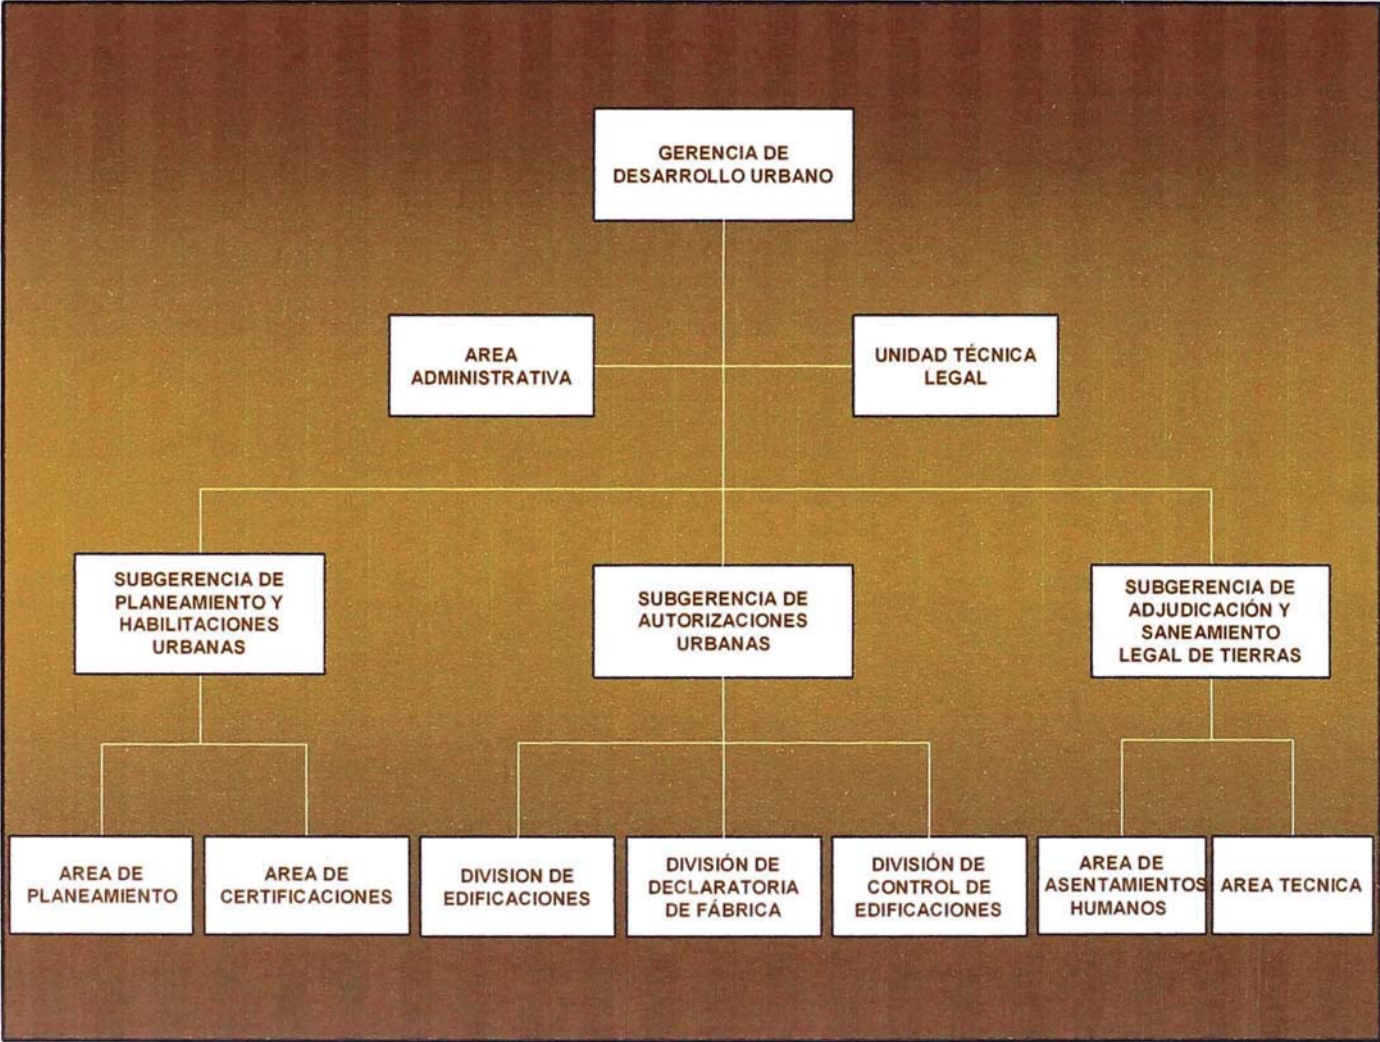 GERENCIA DE
DESARROLLO URBANO
AREA
ADMINISTRATIVA
UNIDAD TÉCNICA
LEGAL
SUBGERENCIA DE
PLANEAMIENTO Y
HABILITACIONES
URBANAS
SUBGERENCIA DE
AUTORIZACIONES
URBANAS
SUBGERENCIA DE
ADJUDICACIÓN Y
SANEAMIENTO
LEGAL DE TIERRAS
AREA DE
PLANEAMIENTO
AREA DE
CERTIFICACIONES
DIVISION DE
EDIFICACIONES
DIVISIÓN DE
DECLARATORIA
DE FÁBRICA
DIVISIÓN DE
CONTROL DE
EDIFICACIONES
AREA DE
ASENTAMIENTOS
HUMANOS
AREA TECNICA